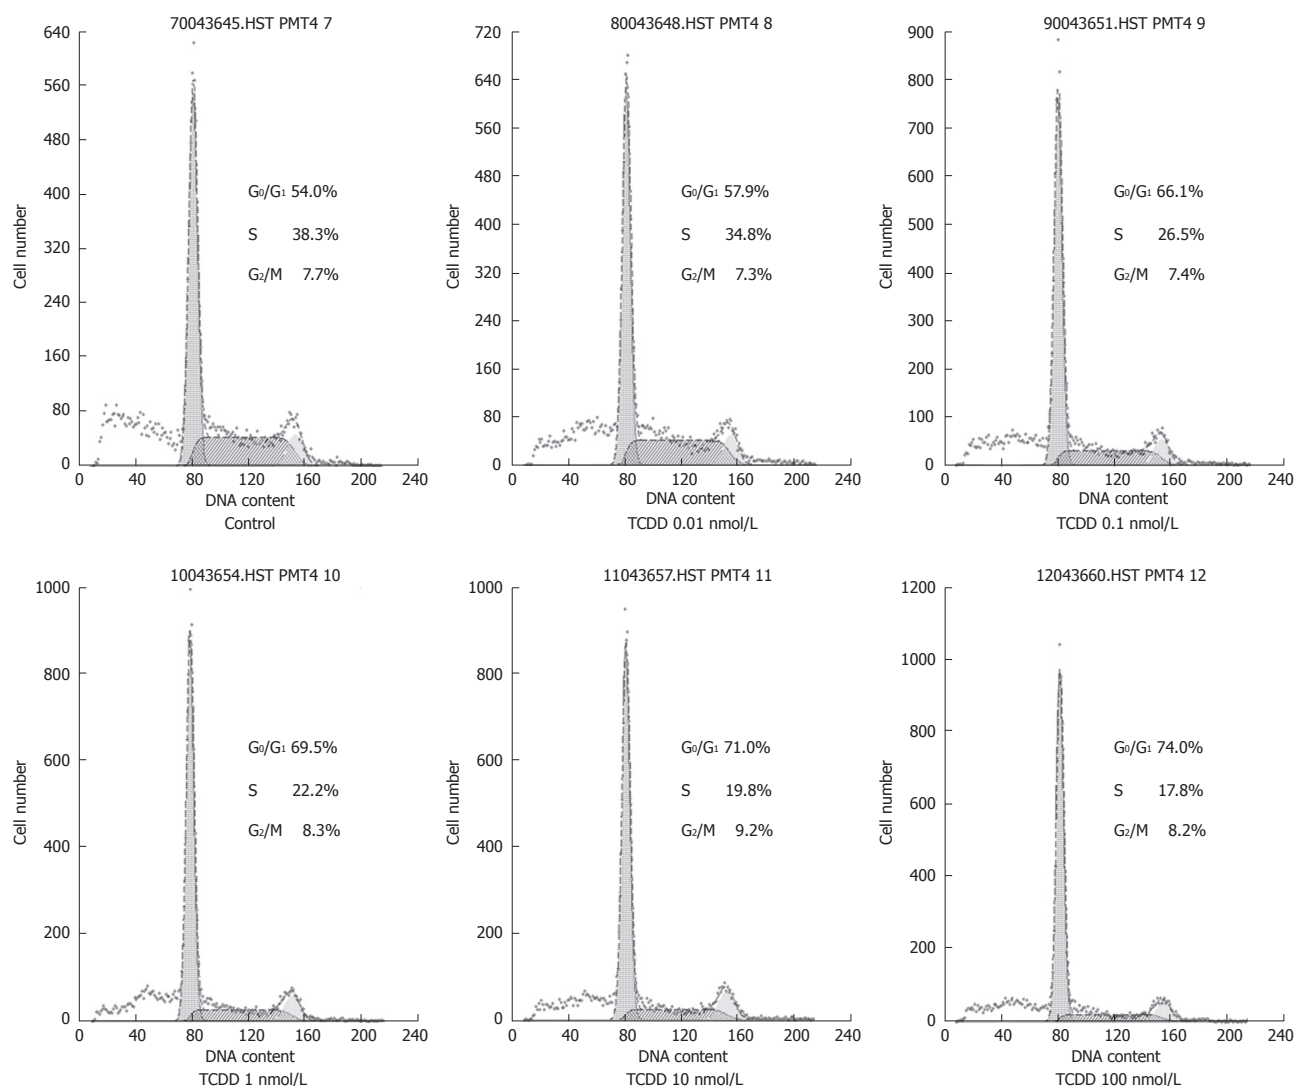 70043645.HST PMT4 7
640
560
480
400
320
240
160
80
0
Cell number
G0/G1 54.0%
S 38.3%
G2/M 7.7%
0 40 80 120 160 200 240
DNA content
Control
80043648.HST PMT4 8
720
640
560
480
400
320
240
160
80
0
Cell number
G0/G1 57.9%
S 34.8%
G2/M 7.3%
0 40 80 120 160 200 240
DNA content
TCDD 0.01 nmol/L
90043651.HST PMT4 9
900
800
700
600
500
400
300
200
100
0
Cell number
G0/G1 66.1%
S 26.5%
G2/M 7.4%
0 40 80 120 160 200 240
DNA content
TCDD 0.1 nmol/L
10043654.HST PMT4 10
1000
800
600
400
200
0
Cell number
G0/G1 69.5%
S 22.2%
G2/M 8.3%
0 40 80 120 160 200 240
DNA content
TCDD 1 nmol/L
11043657.HST PMT4 11
1000
800
600
400
200
0
Cell number
G0/G1 71.0%
S 19.8%
G2/M 9.2%
0 40 80 120 160 200 240
DNA content
TCDD 10 nmol/L
12043660.HST PMT4 12
1200
1000
800
600
400
200
0
Cell number
G0/G1 74.0%
S 17.8%
G2/M 8.2%
0 40 80 120 160 200 240
DNA content
TCDD 100 nmol/L